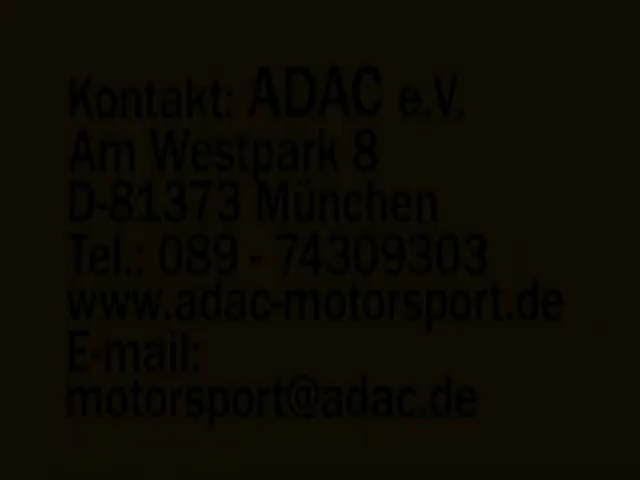 Kontakt: ADAC e.V.
Am Westpark 8
D-81373 München
Tel.: 089 - 74309303
www.adac-motorsport.de
E-mail:
motorsport@adac.de